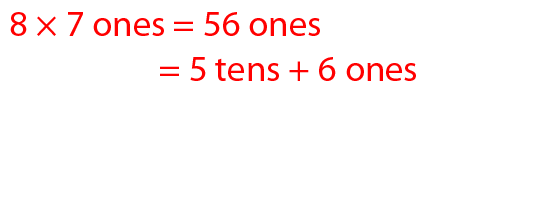 8 × 7 ones = 56 ones
= 5 tens + 6 ones